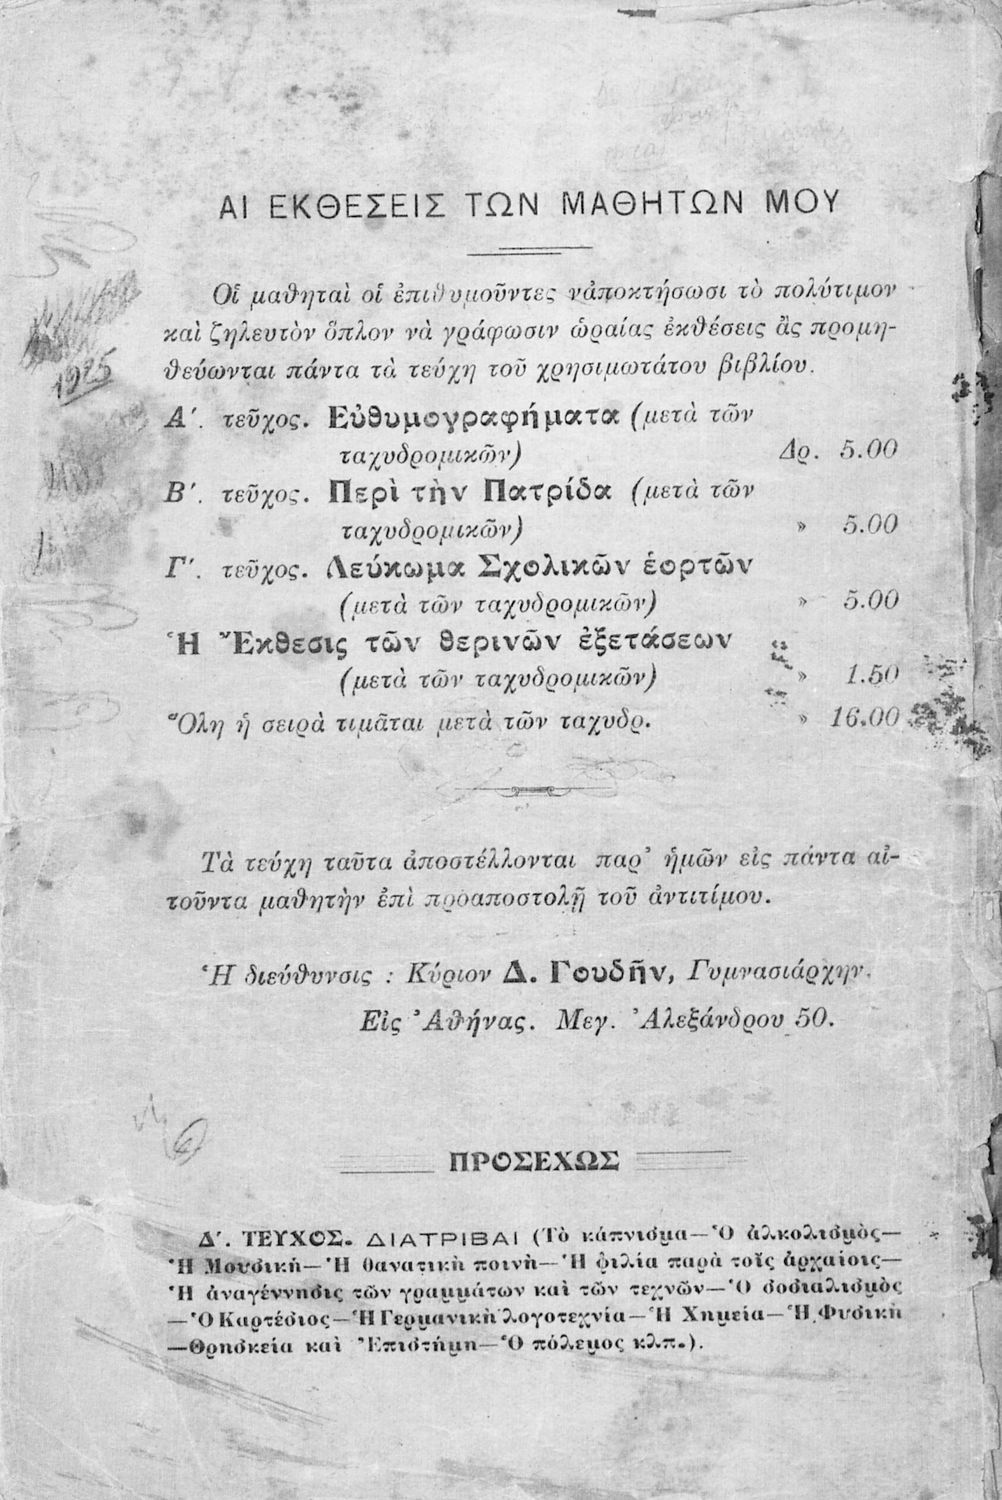 ΑΙ ΕΚΘΕΣΕΙΣ ΤΩΝ ΜΑΘΗΤΩΝ ΜΟΥ
Οἱ μαθηταὶ οἱ ἐπιθυμοῦντες νἀποκτήσωσι τὸ πολύτιμον
καὶ ζηλευτὸν ὅπλον νὰ γράφωσιν ὡραίας ἐκθέσεις ἂς προμη-
θεύωνται πάντα τὰ τεύχη τοῦ χρησιμωτάτου βιβλίου.
1925
Α΄. τεῦχος. Εὐθυμογραφήματα (μετὰ τῶν
ταχυδρομικῶν) Δρ. 5.00
Β΄. τεῦχος. Περὶ τὴν Πατρίδα (μετὰ τῶν
ταχυδρομικῶν) » 5.00
Γ΄. τεῦχος. Λεύκωμα Σχολικῶν ἑορτῶν
(μετὰ τῶν ταχυδρομικῶν) » 5.00
Ἡ Ἔκθεσις τῶν θερινῶν ἐξετάσεων
(μετὰ τῶν ταχυδρομικῶν) » 1.50
Ὅλη ἡ σειρὰ τιμᾶται μετὰ τῶν ταχυδρ. » 16.00
Τὰ τεύχη ταῦτα ἀποστέλλονται παρ᾽ ἡμῶν εἰς πάντα αἰ-
τοῦντα μαθητὴν ἐπὶ προαποστολῇ τοῦ ἀντιτίμου.
Ἡ διεύθυνσις : Κύριον Δ. Γουδῆν, Γυμνασιάρχην.
Εἰς Ἀθήνας. Μεγ. Ἀλεξάνδρου 50.
ΠΡΟΣΕΧΩΣ
Δ΄. ΤΕΥΧΟΣ. ΔΙΑΤΡΙΒΑΙ (Τὸ κάπνισμα—Ὁ ἀλκολισμὸς—
Ἡ Μουσικὴ—Ἡ θανατικὴ ποινὴ—Ἡ φιλία παρὰ τοῖς ἀρχαίοις—
Ἡ ἀναγέννησις τῶν γραμμάτων καὶ τῶν τεχνῶν—Ὁ σοσιαλισμὸς
—Ὁ Καρτέσιος—Ἡ Γερμανικὴ λογοτεχνία—Ἡ Χημεία—Ἡ Φυσικὴ
—Θρησκεία καὶ Ἐπιστήμη—Ὁ πόλεμος κλπ.).